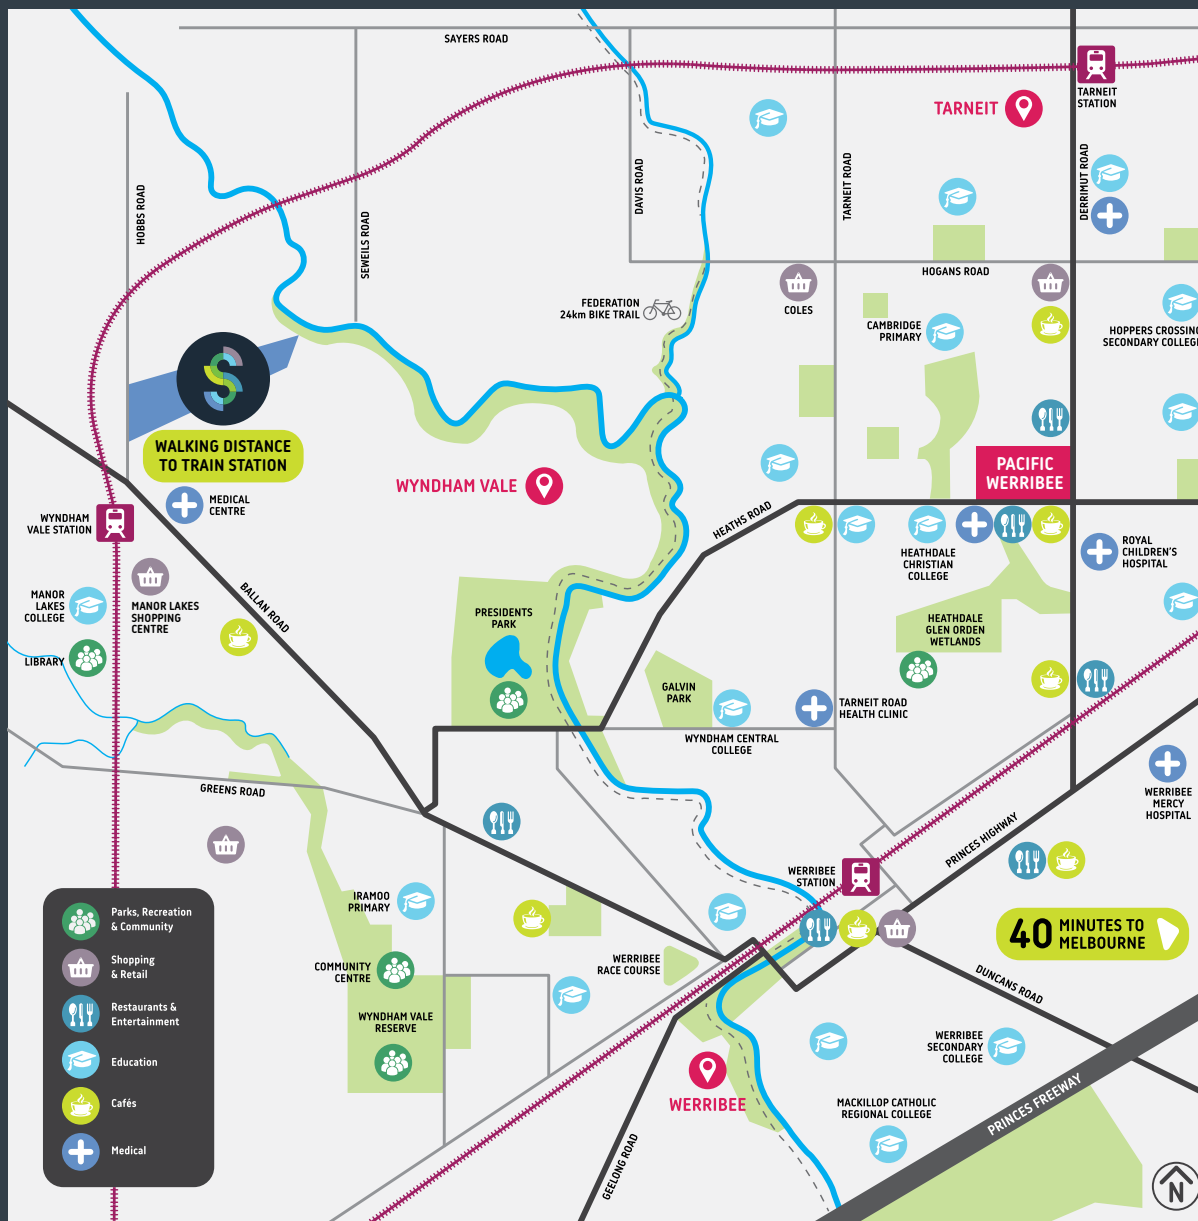 SAYERS ROAD
TARNEIT
STATION
TARNEIT
HOBBS ROAD
SEWEILS ROAD
DAVIS ROAD
TARNEIT ROAD
DERRIMUT ROAD
HOGANS ROAD
FEDERATION
24km BIKE TRAIL
COLES
CAMBRIDGE
PRIMARY
HOPPERS CROSSING
SECONDARY COLLEGE
S
WALKING DISTANCE
TO TRAIN STATION
WYNDHAM VALE
PACIFIC
WERRIBEE
MEDICAL
CENTRE
WYNDHAM
VALE STATION
HEATHS ROAD
HEATHDALE
CHRISTIAN
COLLEGE
ROYAL
CHILDREN'S
HOSPITAL
MANOR
LAKES
COLLEGE
MANOR LAKES
SHOPPING
CENTRE
BALLAN ROAD
LIBRARY
PRESIDENTS
PARK
HEATHDALE
GLEN ORDEN
WETLANDS
GALVIN
PARK
TARNEIT ROAD
HEALTH CLINIC
WYNDHAM CENTRAL
COLLEGE
GREENS ROAD
WERRIBEE
MERCY
HOSPITAL
PRINCES HIGHWAY
WERRIBEE
STATION
IRAMOO
PRIMARY
COMMUNITY
CENTRE
WERRIBEE
RACE COURSE
40 MINUTES TO
MELBOURNE
DUNCANS ROAD
WYNDHAM VALE
RESERVE
WERRIBEE
SECONDARY
COLLEGE
WERRIBEE
MACKILLOP CATHOLIC
REGIONAL COLLEGE
PRINCES FREEWAY
GEELONG ROAD
Parks, Recreation
& Community
Shopping
& Retail
Restaurants &
Entertainment
Education
Cafés
Medical
N